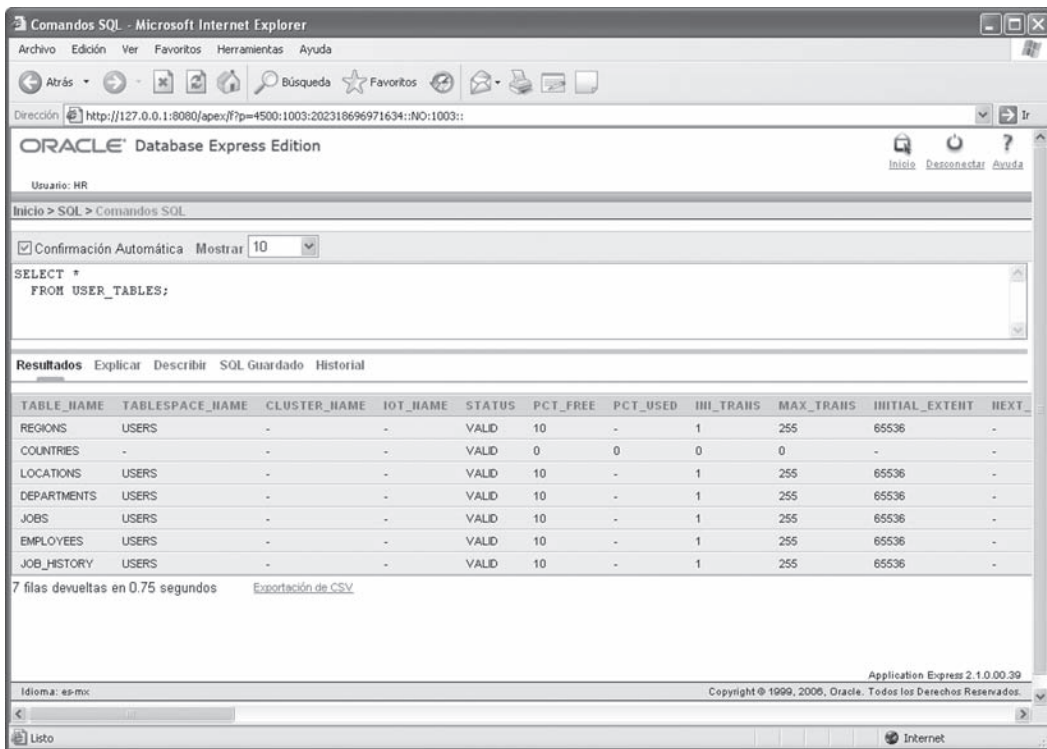 Comandos SQL - Microsoft Internet Explorer
Archivo Edición Ver Favoritos Herramientas Ayuda
Atrás Búsqueda Favoritos
Dirección http://127.0.0.1:8080/apex/f?p=4500:1003:202318696971634::NO:1003:: Ir
ORACLE Database Express Edition
Inicio Desconectar Ayuda
Usuario: HR
Inicio > SQL > Comandos SQL
Confirmación Automática Mostrar 10
SELECT *
FROM USER_TABLES;
Resultados Explicar Describir SQL Guardado Historial
TABLE_NAME TABLESPACE_NAME CLUSTER_NAME IOT_NAME STATUS PCT_FREE PCT_USED INI_TRANS MAX_TRANS INITIAL_EXTENT NEXT_
REGIONS USERS - - VALID 10 - 1 255 65536 -
COUNTRIES - - - VALID 0 0 0 0 - -
LOCATIONS USERS - - VALID 10 - 1 255 65536 -
DEPARTMENTS USERS - - VALID 10 - 1 255 65536 -
JOBS USERS - - VALID 10 - 1 255 65536 -
EMPLOYEES USERS - - VALID 10 - 1 255 65536 -
JOB_HISTORY USERS - - VALID 10 - 1 255 65536 -
7 filas devueltas en 0.75 segundos Exportación de CSV
Application Express 2.1.0.00.39
Idioma: es-mx Copyright © 1999, 2006, Oracle. Todos los Derechos Reservados.
Listo Internet